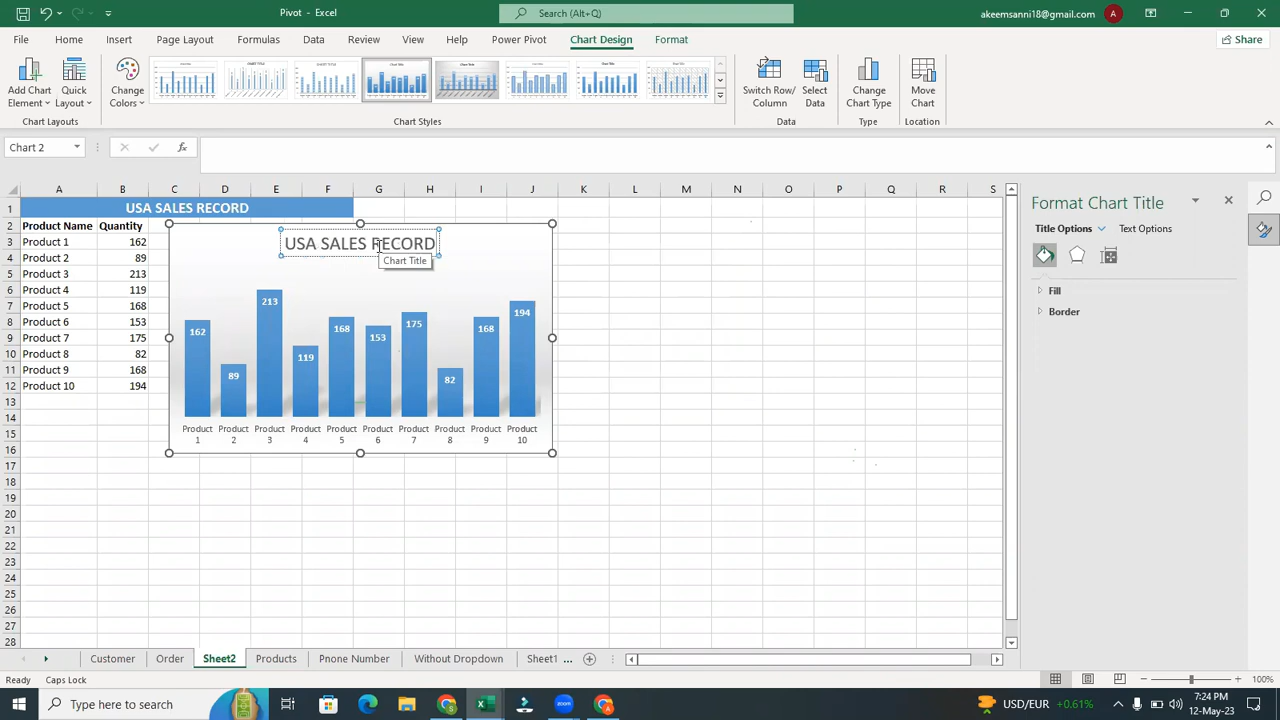 Pivot - Excel
Search (Alt+Q)
akeemsanni18@gmail.com
A
File Home Insert Page Layout Formulas Data Review View Help Power Pivot Chart Design Format
Share
Add Chart Element
Quick Layout
Change Colors
Switch Row/Column
Select Data
Change Chart Type
Move Chart
Chart Layouts
Chart Styles
Data
Type
Location
Chart 2
fx
A B C D E F G H I J K L M N O P Q R S
1 USA SALES RECORD
2 Product Name Quantity
3 Product 1 162
4 Product 2 89
5 Product 3 213
6 Product 4 119
7 Product 5 168
8 Product 6 153
9 Product 7 175
10 Product 8 82
11 Product 9 168
12 Product 10 194
13
14
15
16
17
18
19
20
21
22
23
24
25
26
27
28
USA SALES RECORD
Chart Title
162 89 213 119 168 153 175 82 168 194
Product 1 Product 2 Product 3 Product 4 Product 5 Product 6 Product 7 Product 8 Product 9 Product 10
Format Chart Title
Title Options Text Options
Fill
Border
Customer Order Sheet2 Products Pnone Number Without Dropdown Sheet1 ...
Ready Caps Lock
100%
Type here to search
zoom
USD/EUR +0.61%
7:24 PM
12-May-23